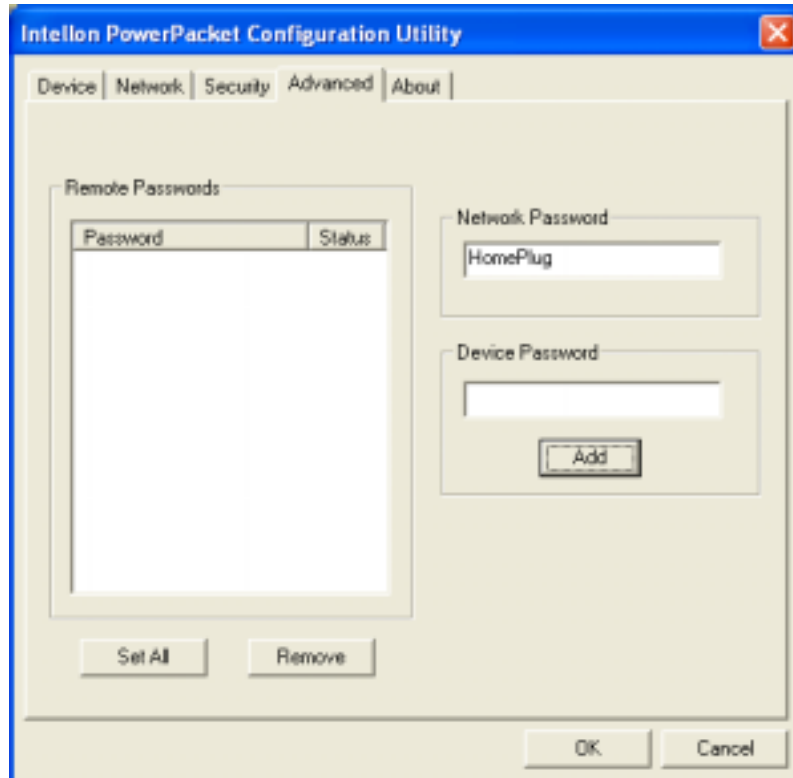 Intellon PowerPacket Configuration Utility
Device Network Security Advanced About
Remote Passwords
Password Status
Network Password
HomePlug
Device Password
Add
Set All Remove
OK Cancel